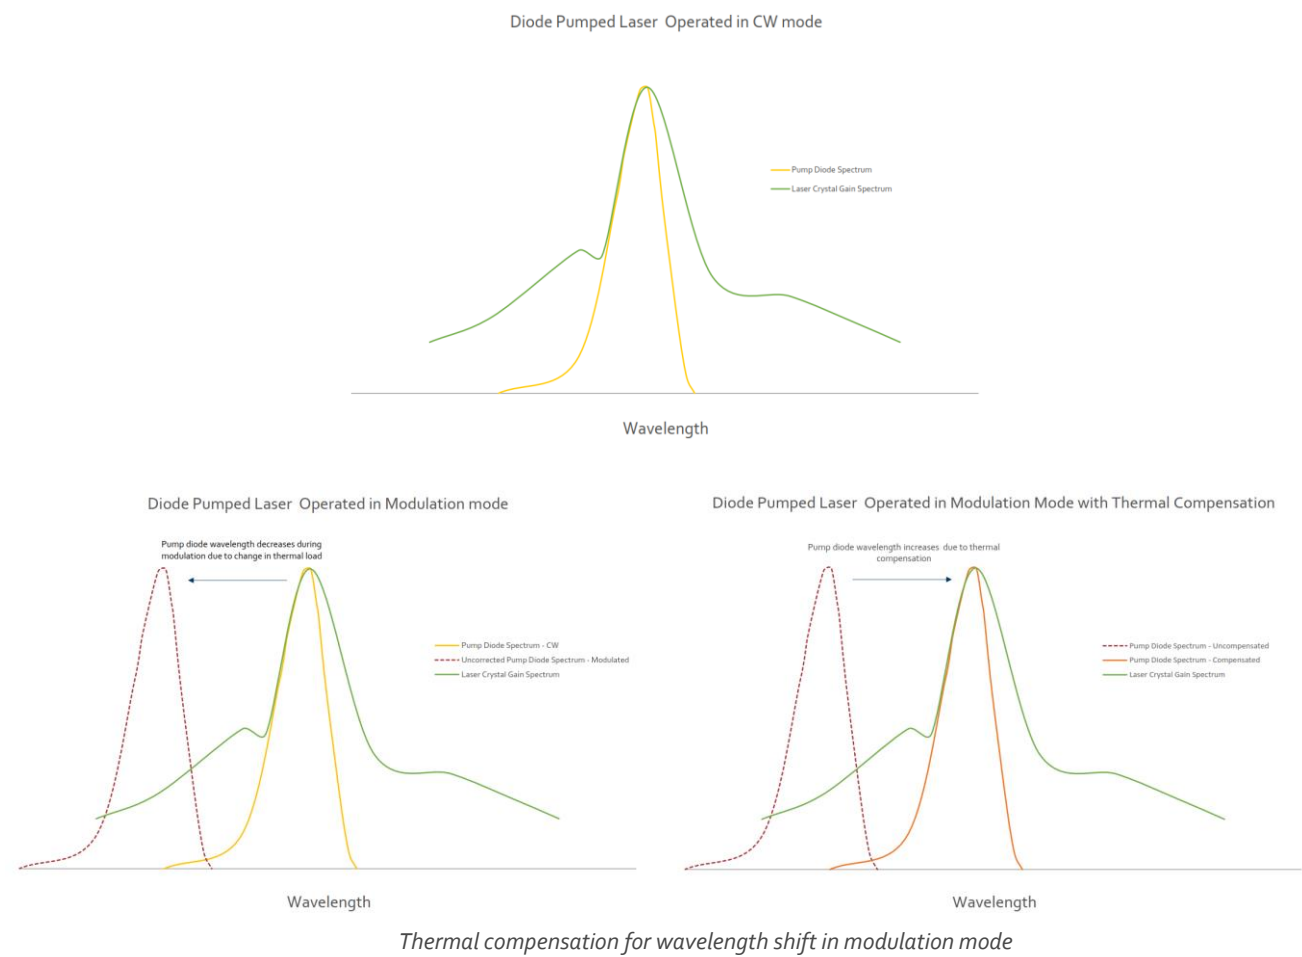 Diode Pumped Laser  Operated in CW mode
Pump Diode Spectrum
Laser Crystal Gain Spectrum
Wavelength
Diode Pumped Laser  Operated in Modulation mode
Pump diode wavelength decreases during
modulation due to change in thermal load
Pump Diode Spectrum - CW
Uncorrected Pump Diode Spectrum - Modulated
Laser Crystal Gain Spectrum
Wavelength
Diode Pumped Laser  Operated in Modulation Mode with Thermal Compensation
Pump diode wavelength increases  due to thermal
compensation
Pump Diode Spectrum - Uncompensated
Pump Diode Spectrum - Compensated
Laser Crystal Gain Spectrum
Wavelength
Thermal compensation for wavelength shift in modulation mode